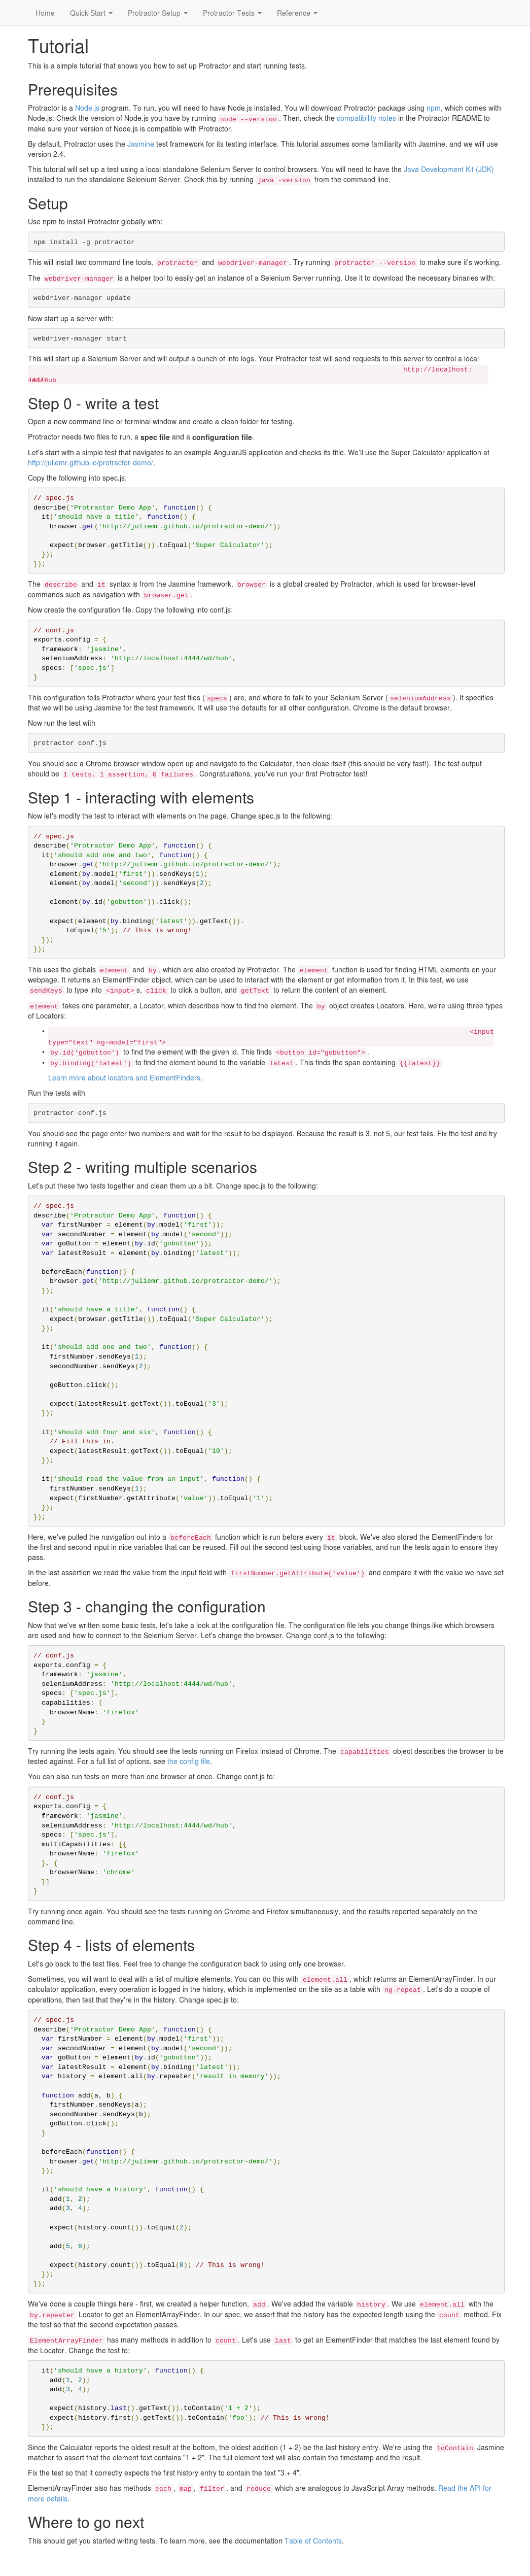 Home Quick Start Protractor Setup Protractor Tests Reference
Tutorial
This is a simple tutorial that shows you how to set up Protractor and start running tests.
Prerequisites
Protractor is a Node.js program. To run, you will need to have Node.js installed. You will download Protractor package using npm, which comes with
Node.js. Check the version of Node.js you have by running node --version. Then, check the compatibility notes in the Protractor README to
make sure your version of Node.js is compatible with Protractor.
By default, Protractor uses the Jasmine test framework for its testing interface. This tutorial assumes some familiarity with Jasmine, and we will use
version 2.4.
This tutorial will set up a test using a local standalone Selenium Server to control browsers. You will need to have the Java Development Kit (JDK)
installed to run the standalone Selenium Server. Check this by running java -version from the command line.
Setup
Use npm to install Protractor globally with:
npm install -g protractor
This will install two command line tools, protractor and webdriver-manager. Try running protractor --version to make sure it's working.
The webdriver-manager is a helper tool to easily get an instance of a Selenium Server running. Use it to download the necessary binaries with:
webdriver-manager update
Now start up a server with:
webdriver-manager start
This will start up a Selenium Server and will output a bunch of info logs. Your Protractor test will send requests to this server to control a local
http://localhost:
Step 0 - write a test
Open a new command line or terminal window and create a clean folder for testing.
Protractor needs two files to run, a spec file and a configuration file.
Let's start with a simple test that navigates to an example AngularJS application and checks its title. We'll use the Super Calculator application at
http://juliemr.github.io/protractor-demo/.
Copy the following into spec.js:
// spec.js
describe('Protractor Demo App', function() {
it('should have a title', function() {
browser.get('http://juliemr.github.io/protractor-demo/');
expect(browser.getTitle()).toEqual('Super Calculator');
});
});
The describe and it syntax is from the Jasmine framework. browser is a global created by Protractor, which is used for browser-level
commands such as navigation with browser.get.
Now create the configuration file. Copy the following into conf.js:
// conf.js
exports.config = {
framework: 'jasmine',
seleniumAddress: 'http://localhost:4444/wd/hub',
specs: ['spec.js']
}
This configuration tells Protractor where your test files (specs) are, and where to talk to your Selenium Server (seleniumAddress). It specifies
that we will be using Jasmine for the test framework. It will use the defaults for all other configuration. Chrome is the default browser.
Now run the test with
protractor conf.js
You should see a Chrome browser window open up and navigate to the Calculator, then close itself (this should be very fast!). The test output
should be 1 tests, 1 assertion, 0 failures. Congratulations, you've run your first Protractor test!
Step 1 - interacting with elements
Now let's modify the test to interact with elements on the page. Change spec.js to the following:
// spec.js
describe('Protractor Demo App', function() {
it('should add one and two', function() {
browser.get('http://juliemr.github.io/protractor-demo/');
element(by.model('first')).sendKeys(1);
element(by.model('second')).sendKeys(2);
element(by.id('gobutton')).click();
expect(element(by.binding('latest')).getText()).
toEqual('5'); // This is wrong!
});
});
This uses the globals element and by, which are also created by Protractor. The element function is used for finding HTML elements on your
webpage. It returns an ElementFinder object, which can be used to interact with the element or get information from it. In this test, we use
sendKeys to type into <input>s, click to click a button, and getText to return the content of an element.
element takes one parameter, a Locator, which describes how to find the element. The by object creates Locators. Here, we're using three types
of Locators:
• <input
type="text" ng-model="first">
• by.id('gobutton') to find the element with the given id. This finds <button id="gobutton">.
• by.binding('latest') to find the element bound to the variable latest. This finds the span containing {{latest}}
Learn more about locators and ElementFinders.
Run the tests with
protractor conf.js
You should see the page enter two numbers and wait for the result to be displayed. Because the result is 3, not 5, our test fails. Fix the test and try
running it again.
Step 2 - writing multiple scenarios
Let's put these two tests together and clean them up a bit. Change spec.js to the following:
// spec.js
describe('Protractor Demo App', function() {
var firstNumber = element(by.model('first'));
var secondNumber = element(by.model('second'));
var goButton = element(by.id('gobutton'));
var latestResult = element(by.binding('latest'));
beforeEach(function() {
browser.get('http://juliemr.github.io/protractor-demo/');
});
it('should have a title', function() {
expect(browser.getTitle()).toEqual('Super Calculator');
});
it('should add one and two', function() {
firstNumber.sendKeys(1);
secondNumber.sendKeys(2);
goButton.click();
expect(latestResult.getText()).toEqual('3');
});
it('should add four and six', function() {
// Fill this in.
expect(latestResult.getText()).toEqual('10');
});
it('should read the value from an input', function() {
firstNumber.sendKeys(1);
expect(firstNumber.getAttribute('value')).toEqual('1');
});
});
Here, we've pulled the navigation out into a beforeEach function which is run before every it block. We've also stored the ElementFinders for
the first and second input in nice variables that can be reused. Fill out the second test using those variables, and run the tests again to ensure they
pass.
In the last assertion we read the value from the input field with firstNumber.getAttribute('value') and compare it with the value we have set
before.
Step 3 - changing the configuration
Now that we've written some basic tests, let's take a look at the configuration file. The configuration file lets you change things like which browsers
are used and how to connect to the Selenium Server. Let's change the browser. Change conf.js to the following:
// conf.js
exports.config = {
framework: 'jasmine',
seleniumAddress: 'http://localhost:4444/wd/hub',
specs: ['spec.js'],
capabilities: {
browserName: 'firefox'
}
}
Try running the tests again. You should see the tests running on Firefox instead of Chrome. The capabilities object describes the browser to be
tested against. For a full list of options, see the config file.
You can also run tests on more than one browser at once. Change conf.js to:
// conf.js
exports.config = {
framework: 'jasmine',
seleniumAddress: 'http://localhost:4444/wd/hub',
specs: ['spec.js'],
multiCapabilities: [{
browserName: 'firefox'
}, {
browserName: 'chrome'
}]
}
Try running once again. You should see the tests running on Chrome and Firefox simultaneously, and the results reported separately on the
command line.
Step 4 - lists of elements
Let's go back to the test files. Feel free to change the configuration back to using only one browser.
Sometimes, you will want to deal with a list of multiple elements. You can do this with element.all, which returns an ElementArrayFinder. In our
calculator application, every operation is logged in the history, which is implemented on the site as a table with ng-repeat. Let's do a couple of
operations, then test that they're in the history. Change spec.js to:
// spec.js
describe('Protractor Demo App', function() {
var firstNumber = element(by.model('first'));
var secondNumber = element(by.model('second'));
var goButton = element(by.id('gobutton'));
var latestResult = element(by.binding('latest'));
var history = element.all(by.repeater('result in memory'));
function add(a, b) {
firstNumber.sendKeys(a);
secondNumber.sendKeys(b);
goButton.click();
}
beforeEach(function() {
browser.get('http://juliemr.github.io/protractor-demo/');
});
it('should have a history', function() {
add(1, 2);
add(3, 4);
expect(history.count()).toEqual(2);
add(5, 6);
expect(history.count()).toEqual(0); // This is wrong!
});
});
We've done a couple things here - first, we created a helper function, add. We've added the variable history. We use element.all with the
by.repeater Locator to get an ElementArrayFinder. In our spec, we assert that the history has the expected length using the count method. Fix
the test so that the second expectation passes.
ElementArrayFinder has many methods in addition to count. Let's use last to get an ElementFinder that matches the last element found by
the Locator. Change the test to:
it('should have a history', function() {
add(1, 2);
add(3, 4);
expect(history.last().getText()).toContain('1 + 2');
expect(history.first().getText()).toContain('foo'); // This is wrong!
});
Since the Calculator reports the oldest result at the bottom, the oldest addition (1 + 2) be the last history entry. We're using the toContain Jasmine
matcher to assert that the element text contains "1 + 2". The full element text will also contain the timestamp and the result.
Fix the test so that it correctly expects the first history entry to contain the text "3 + 4".
ElementArrayFinder also has methods each, map, filter, and reduce which are analogous to JavaScript Array methods. Read the API for
more details.
Where to go next
This should get you started writing tests. To learn more, see the documentation Table of Contents.